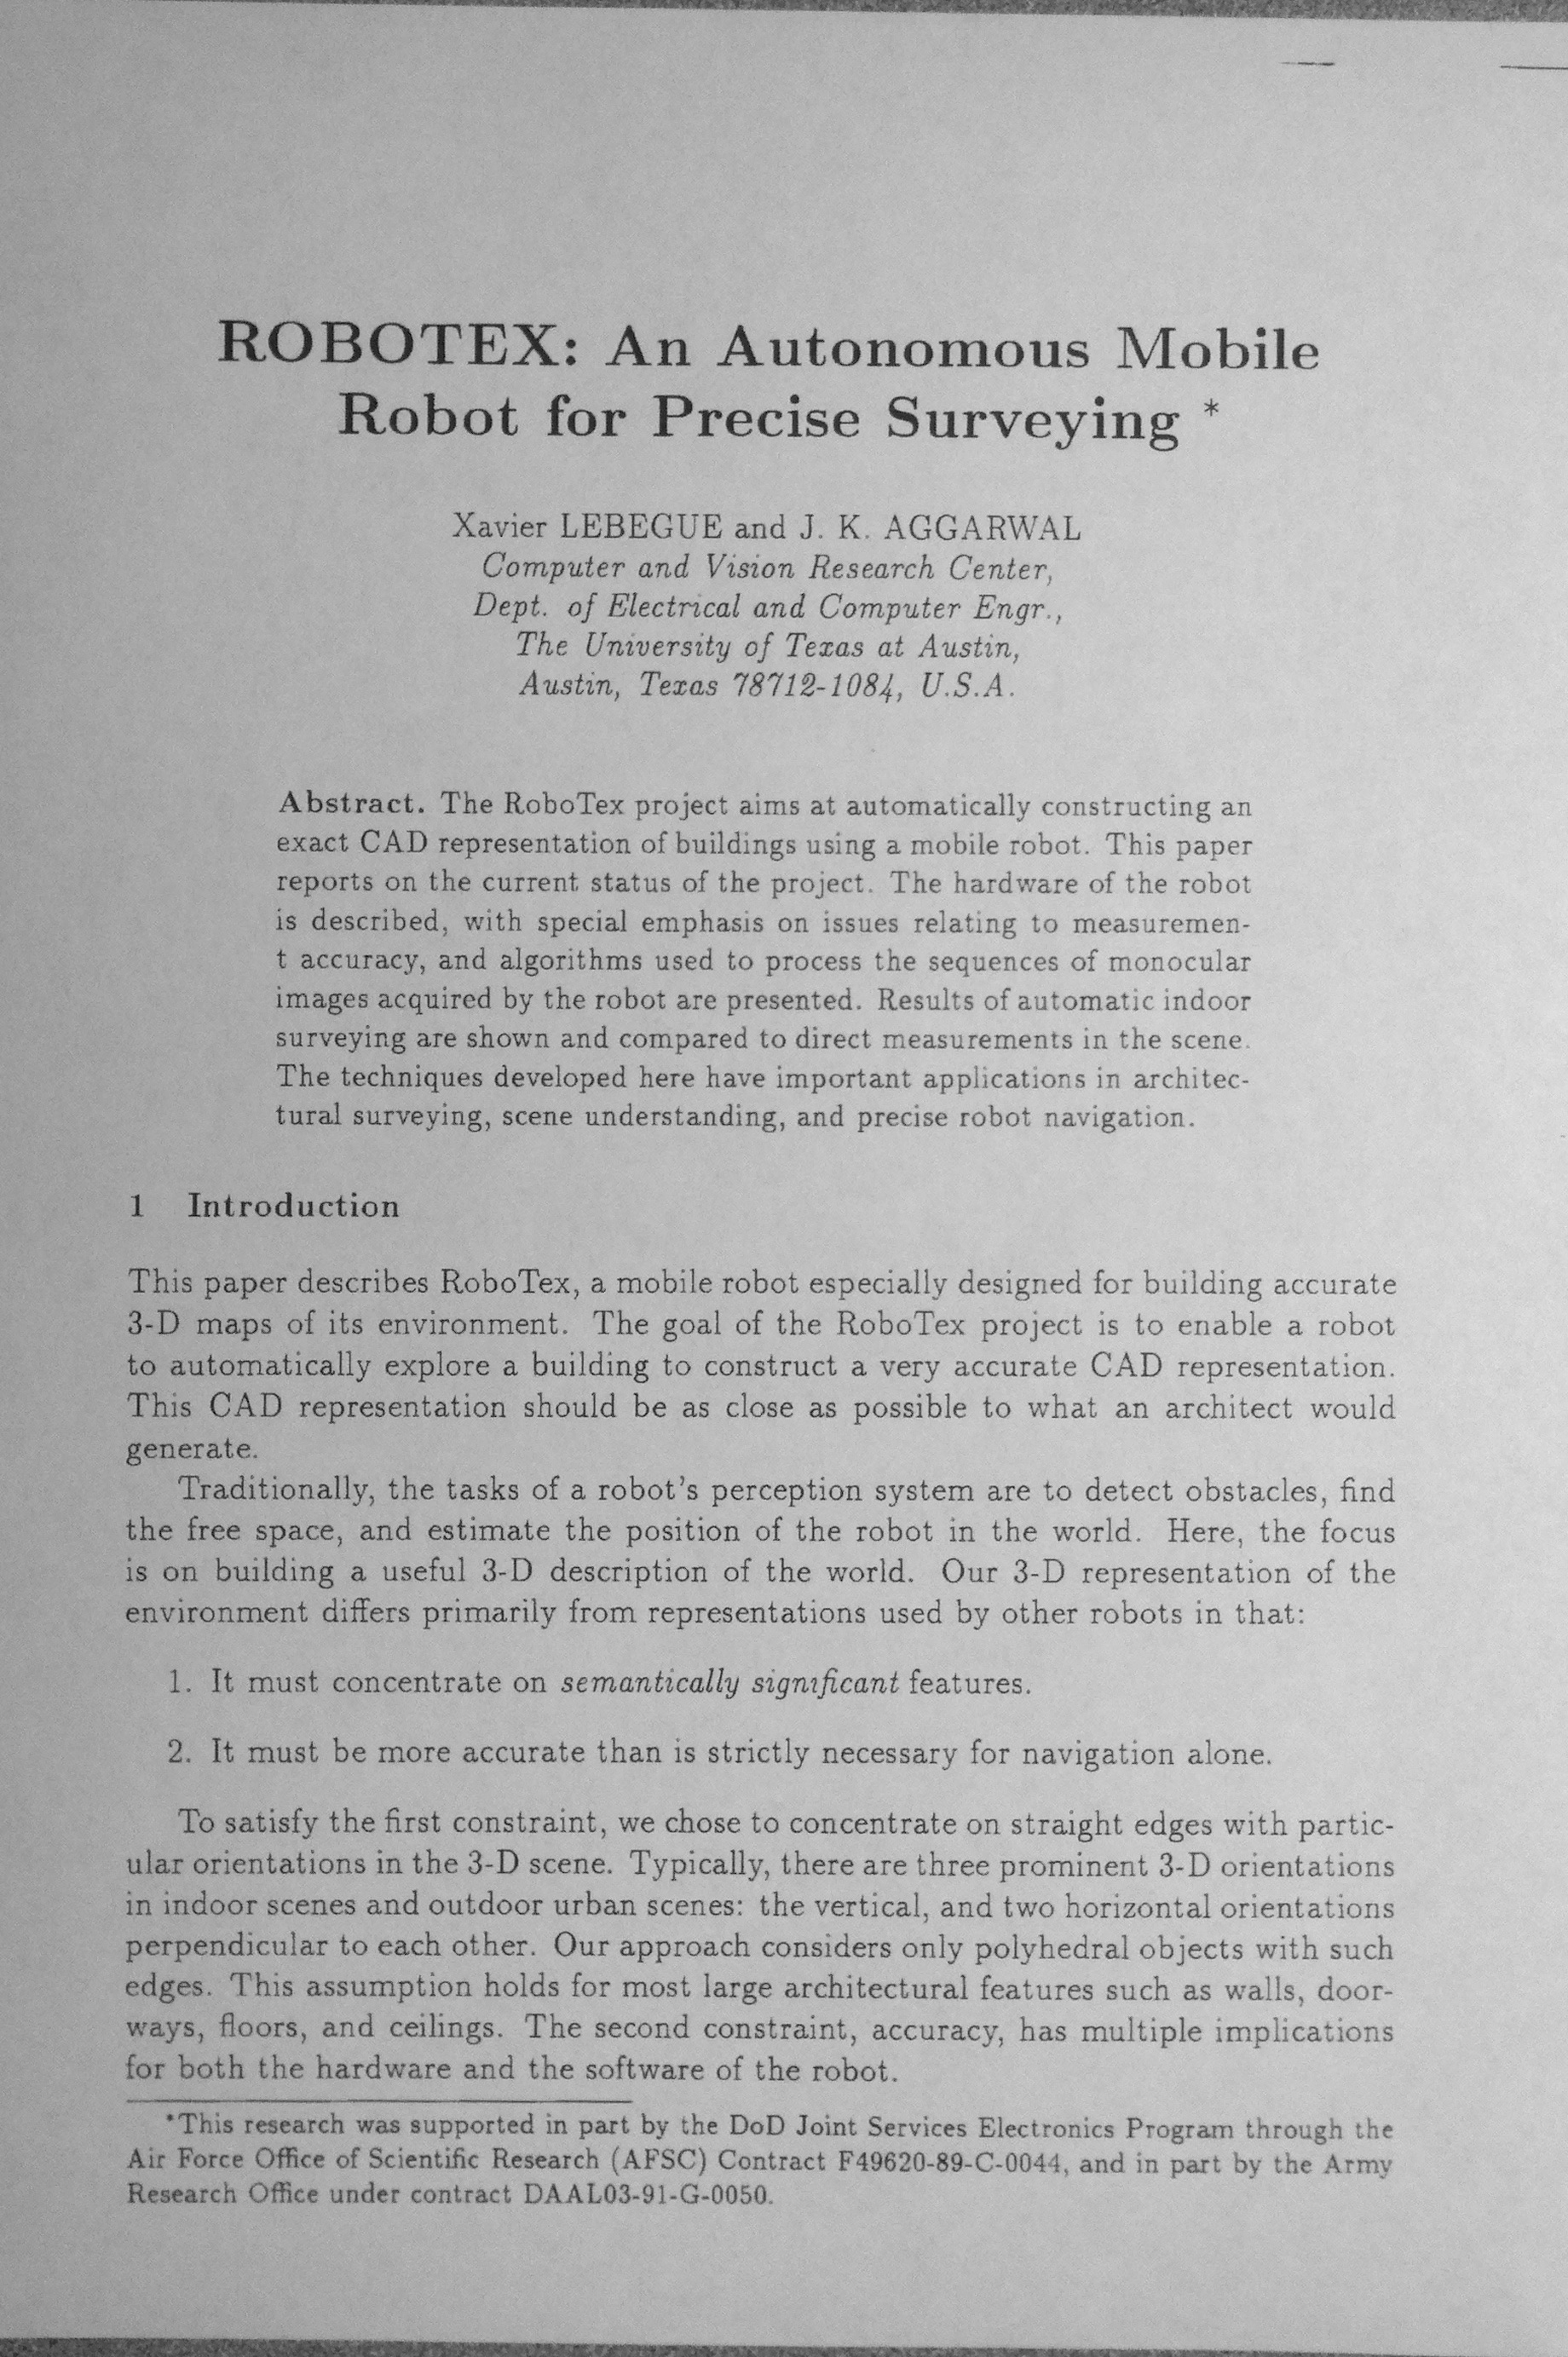 ROBOTEX: An Autonomous Mobile
Robot for Precise Surveying *
Xavier LEBEGUE and J. K. AGGARWAL
Computer and Vision Research Center,
Dept. of Electrical and Computer Engr.,
The University of Texas at Austin,
Austin, Texas 78712-1084, U.S.A.
Abstract. The RoboTex project aims at automatically constructing an
exact CAD representation of buildings using a mobile robot. This paper
reports on the current status of the project. The hardware of the robot
is described, with special emphasis on issues relating to measuremen-
t accuracy, and algorithms used to process the sequences of monocular
images acquired by the robot are presented. Results of automatic indoor
surveying are shown and compared to direct measurements in the scene.
The techniques developed here have important applications in architec-
tural surveying, scene understanding, and precise robot navigation.
1 Introduction
This paper describes RoboTex, a mobile robot especially designed for building accurate
3-D maps of its environment. The goal of the RoboTex project is to enable a robot
to automatically explore a building to construct a very accurate CAD representation.
This CAD representation should be as close as possible to what an architect would
generate.
Traditionally, the tasks of a robot's perception system are to detect obstacles, find
the free space, and estimate the position of the robot in the world. Here, the focus
is on building a useful 3-D description of the world. Our 3-D representation of the
environment differs primarily from representations used by other robots in that:
1. It must concentrate on semantically significant features.
2. It must be more accurate than is strictly necessary for navigation alone.
To satisfy the first constraint, we chose to concentrate on straight edges with partic-
ular orientations in the 3-D scene. Typically, there are three prominent 3-D orientations
in indoor scenes and outdoor urban scenes: the vertical, and two horizontal orientations
perpendicular to each other. Our approach considers only polyhedral objects with such
edges. This assumption holds for most large architectural features such as walls, door-
ways, floors, and ceilings. The second constraint, accuracy, has multiple implications
for both the hardware and the software of the robot.
*This research was supported in part by the DoD Joint Services Electronics Program through the
Air Force Office of Scientific Research (AFSC) Contract F49620-89-C-0044, and in part by the Army
Research Office under contract DAAL03-91-G-0050.